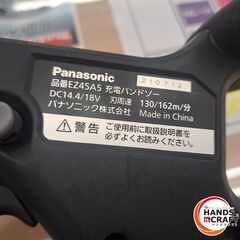 Panasonic
210712
品番EZ45A5 充電バンドソー
DC14.4/18V 刃周速 130/162m/分
パナソニック株式会社 Made in China
警告 ご使用前に取扱説明書を
必ずお読みください
HANDS
CRAFT